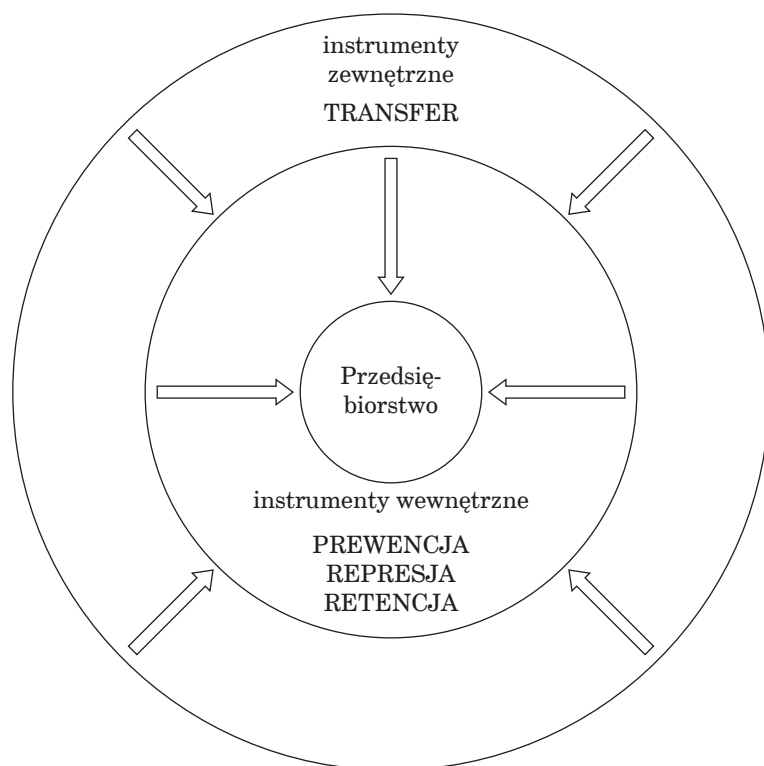 instrumenty
zewnętrzne
TRANSFER
Przedsię-
biorstwo
instrumenty wewnętrzne
PREWENCJA
REPRESJA
RETENCJA